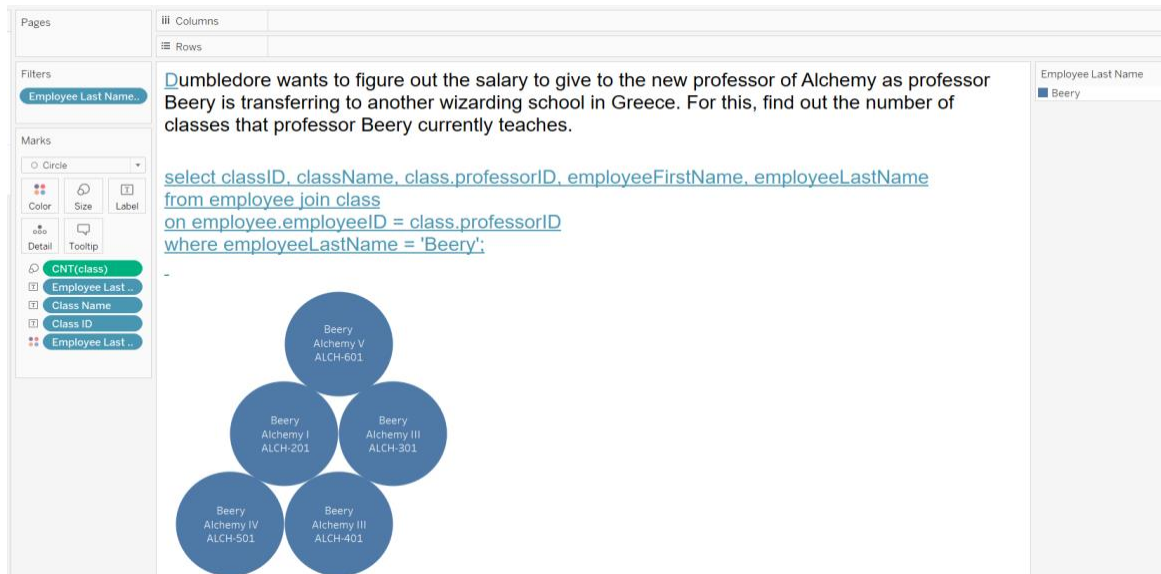 Pages
iii Columns
Rows
Filters
Employee Last Name..
Marks
Circle
Color
Size
Label
Detail
Tooltip
CNT(class)
Employee Last ..
Class Name
Class ID
Employee Last ..
Dumbledore wants to figure out the salary to give to the new professor of Alchemy as professor
Beery is transferring to another wizarding school in Greece. For this, find out the number of
classes that professor Beery currently teaches.
select classID, className, class.professorID, employeeFirstName, employeeLastName
from employee join class
on employee.employeeID = class.professorID
where employeeLastName = 'Beery';
Beery
Alchemy V
ALCH-601
Beery
Alchemy I
ALCH-201
Beery
Alchemy III
ALCH-301
Beery
Alchemy IV
ALCH-501
Beery
Alchemy III
ALCH-401
Employee Last Name
Beery